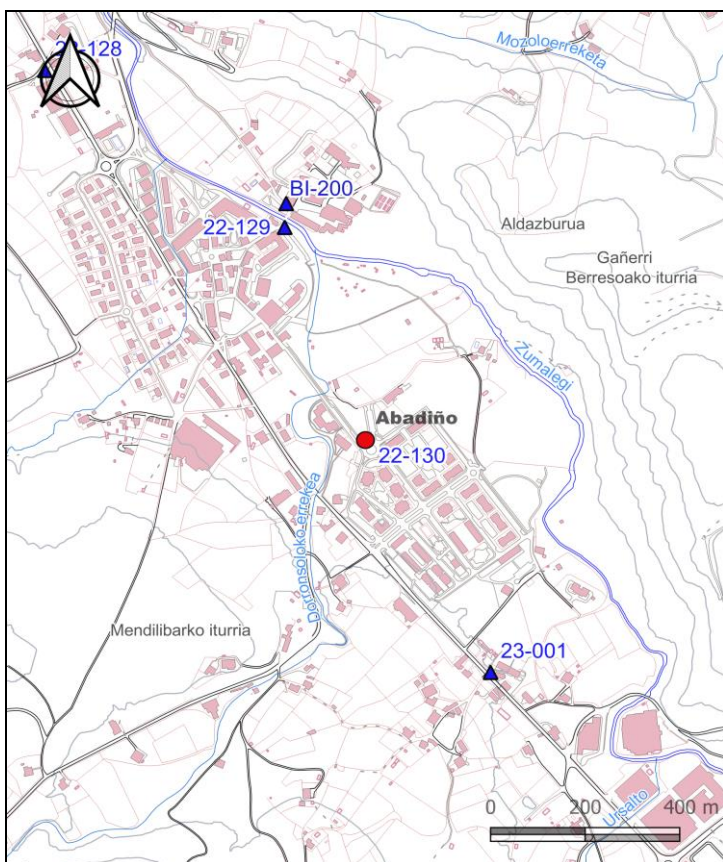 Mozoloerreketa
BI-200
22-129
Aldazburua
Gañerri
Berresoako iturria
Zumalegi
Abadiño
22-130
Dorronsoloko errekea
Mendilibarko iturria
23-001
Ursalto
0 200 400 m